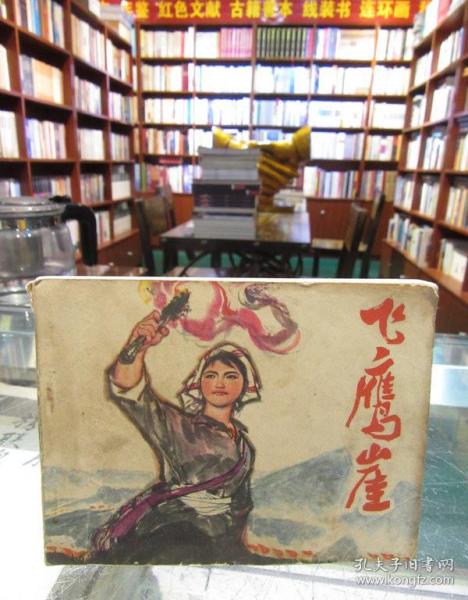 年鉴 红色文献 古籍善本 线装书 连环画
飞鹰崖
孔夫子旧书网
www.kongfz.com